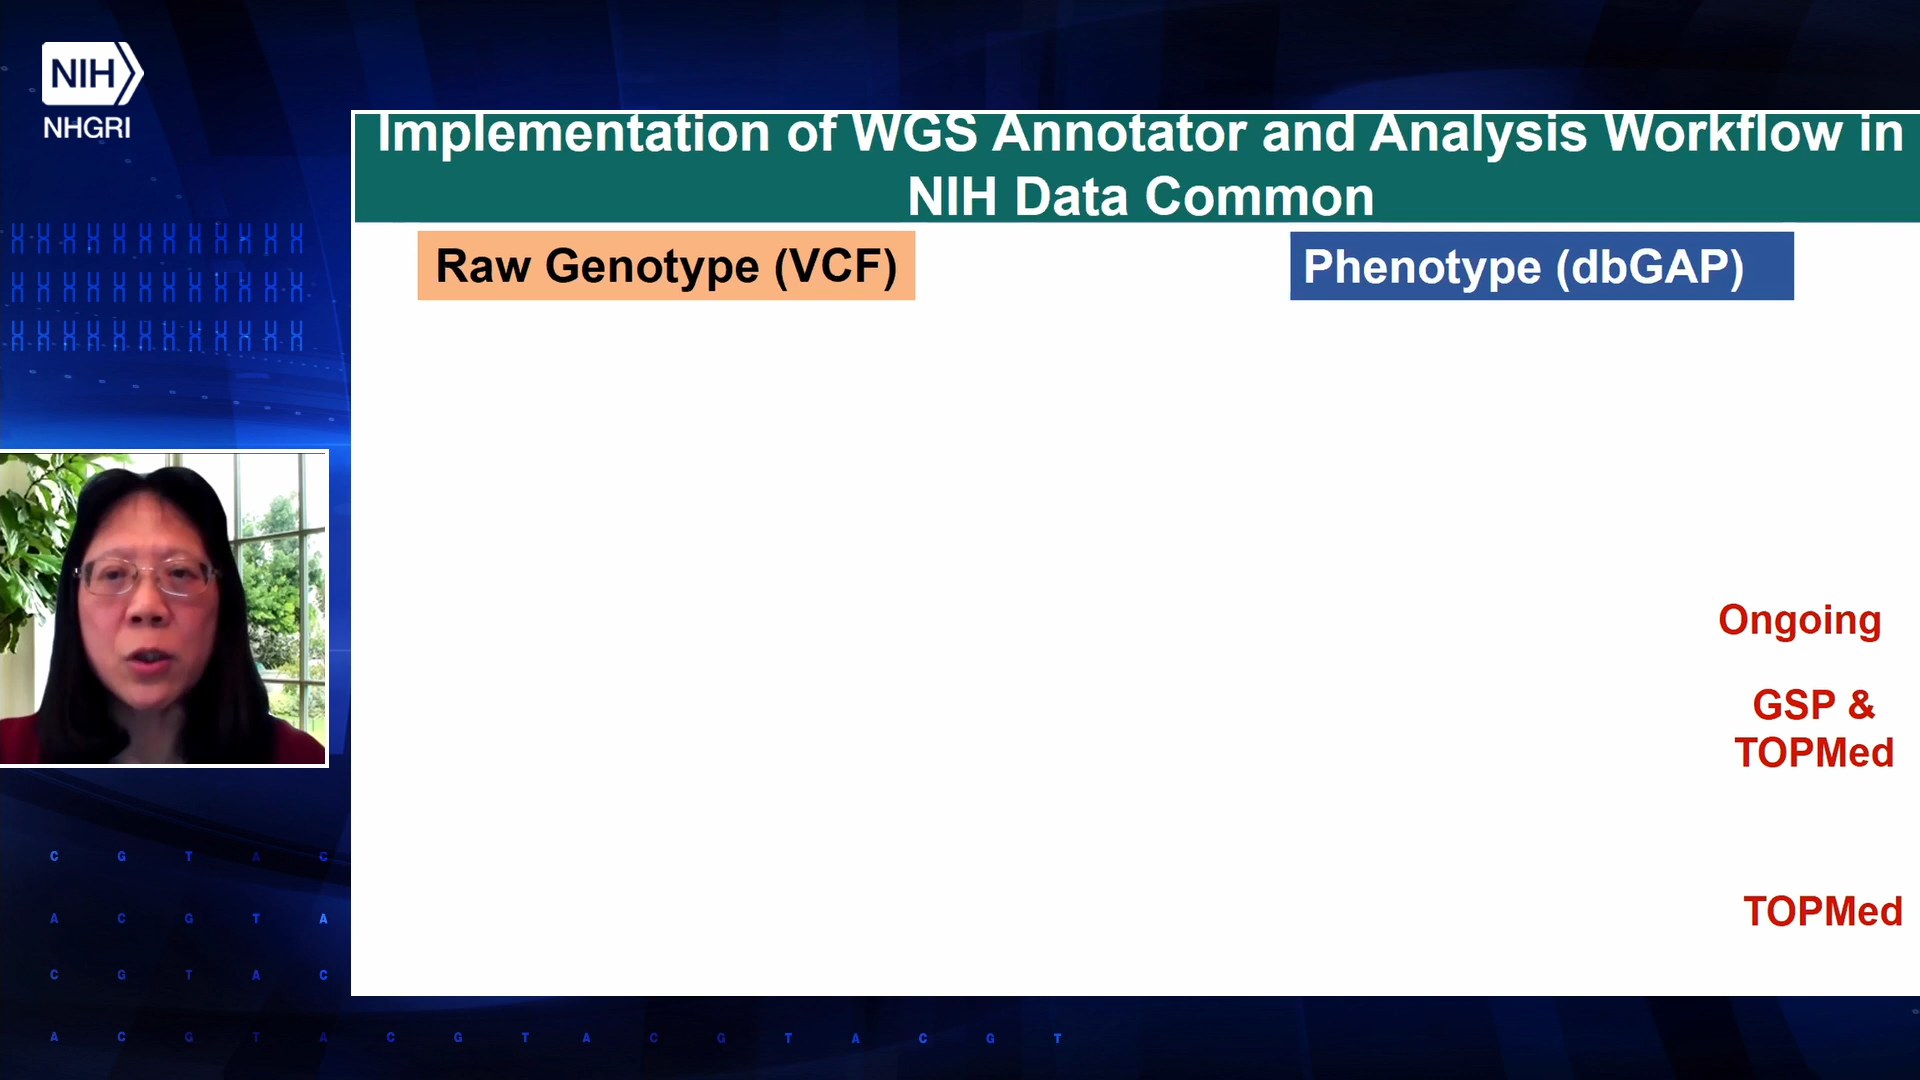 NIH
NHGRI
Implementation of WGS Annotator and Analysis Workflow in
NIH Data Common
Raw Genotype (VCF)
Phenotype (dbGAP)
Ongoing
GSP &
TOPMed
TOPMed
C G T A C
A C G T A
C G T A C
A C G T A C G T A C G T A C G T